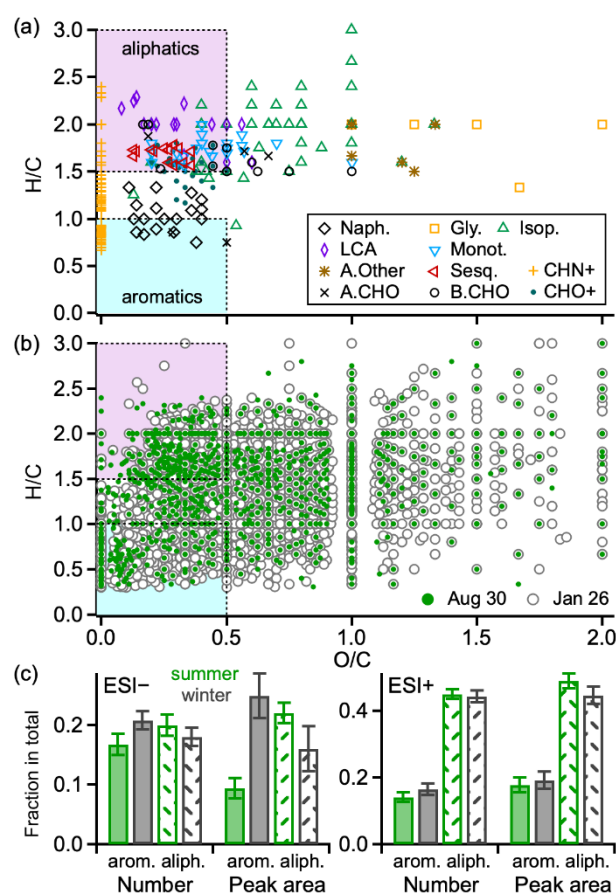 (a)
3.0
2.5
2.0
1.5
1.0
0.5
0.0
H/C
aliphatics
aromatics
Naph. Gly. Isop.
LCA Monot.
A.Other Sesq. CHN+
A.CHO B.CHO CHO+
(b)
3.0
2.5
2.0
1.5
1.0
0.5
0.0
H/C
Aug 30 Jan 26
0.0 0.5 1.0 1.5 2.0
O/C
(c)
Fraction in total
0.2
0.1
0.0
ESI−
summer
winter
arom. aliph. arom. aliph.
Number Peak area
0.4
0.2
0.0
ESI+
arom. aliph. arom. aliph.
Number Peak area